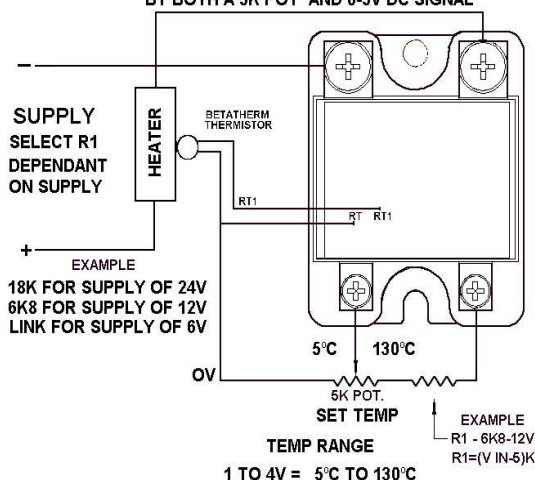 BY BOTH A 5K POT AND 0-5V DC SIGNAL
−
SUPPLY
SELECT R1
DEPENDANT
ON SUPPLY
HEATER
BETATHERM
THERMISTOR
RT1
RT RT1
+
EXAMPLE
18K FOR SUPPLY OF 24V
6K8 FOR SUPPLY OF 12V
LINK FOR SUPPLY OF 6V
5°C 130°C
OV
5K POT.
SET TEMP
EXAMPLE
R1 - 6K8-12V
R1=(V IN-5)K
TEMP RANGE
1 TO 4V = 5°C TO 130°C